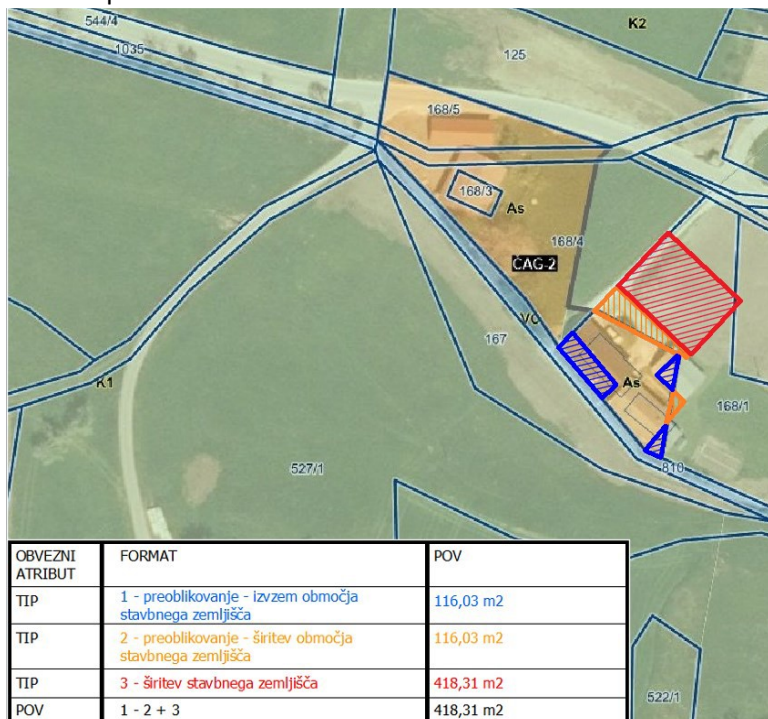 544/4
K2
1035
125
168/5
168/3
As
168/4
ČAG-2
VC
167
As
K1
168/1
527/1
810
OBVEZNI ATRIBUT
FORMAT
POV
TIP
1 - preoblikovanje - izvzem območja
stavbnega zemljišča
116,03 m2
TIP
2 - preoblikovanje - širitev območja
stavbnega zemljišča
116,03 m2
TIP
3 - širitev stavbnega zemljišča
418,31 m2
POV
1 - 2 + 3
418,31 m2
522/1